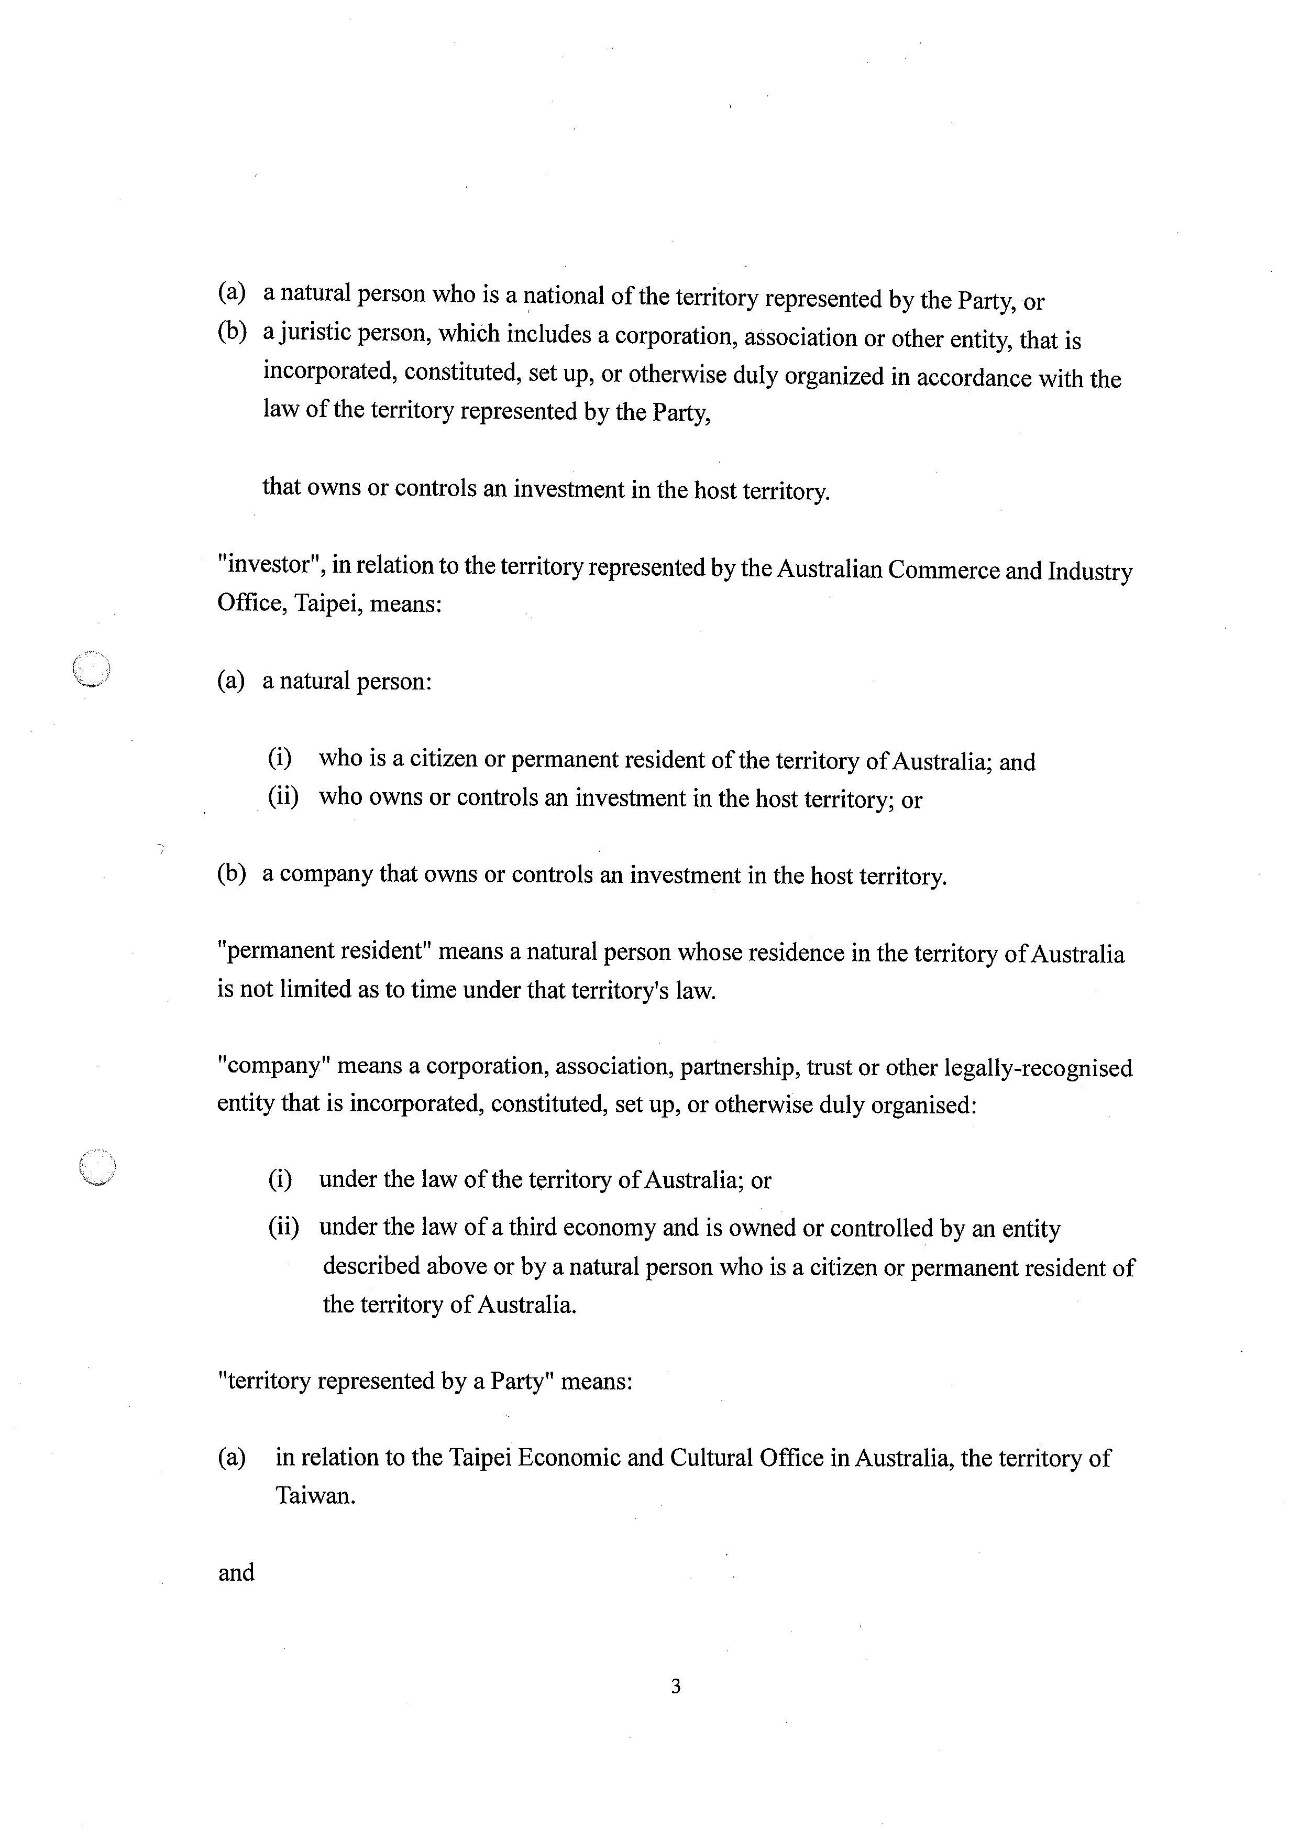 (a) a natural person who is a national of the territory represented by the Party, or
(b) a juristic person, which includes a corporation, association or other entity, that is
incorporated, constituted, set up, or otherwise duly organized in accordance with the
law of the territory represented by the Party,
that owns or controls an investment in the host territory.
"investor", in relation to the territory represented by the Australian Commerce and Industry
Office, Taipei, means:
(a) a natural person:
(i) who is a citizen or permanent resident of the territory of Australia; and
(ii) who owns or controls an investment in the host territory; or
(b) a company that owns or controls an investment in the host territory.
"permanent resident" means a natural person whose residence in the territory of Australia
is not limited as to time under that territory's law.
"company" means a corporation, association, partnership, trust or other legally-recognised
entity that is incorporated, constituted, set up, or otherwise duly organised:
(i) under the law of the territory of Australia; or
(ii) under the law of a third economy and is owned or controlled by an entity
described above or by a natural person who is a citizen or permanent resident of
the territory of Australia.
"territory represented by a Party" means:
(a) in relation to the Taipei Economic and Cultural Office in Australia, the territory of
Taiwan.
and
3